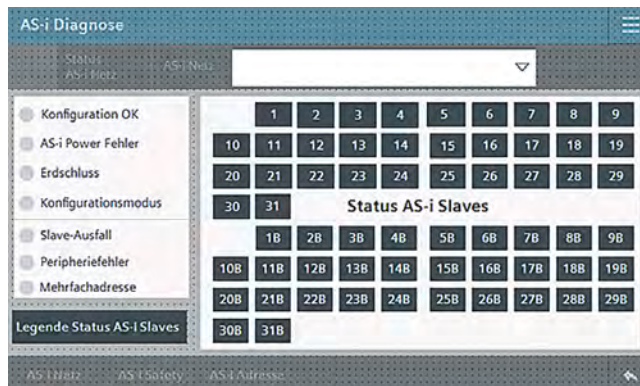 AS-i Diagnose
Status
AS-i Netz
AS-i Netz
Konfiguration OK
AS-i Power Fehler
Erdschluss
Konfigurationsmodus
Slave-Ausfall
Peripheriefehler
Mehrfachadresse
Legende Status AS-i Slaves
1 2 3 4 5 6 7 8 9
10 11 12 13 14 15 16 17 18 19
20 21 22 23 24 25 26 27 28 29
30 31
Status AS-i Slaves
1B 2B 3B 4B 5B 6B 7B 8B 9B
10B 11B 12B 13B 14B 15B 16B 17B 18B 19B
20B 21B 22B 23B 24B 25B 26B 27B 28B 29B
30B 31B
AS-i Netz AS-i Safety AS-i Adresse